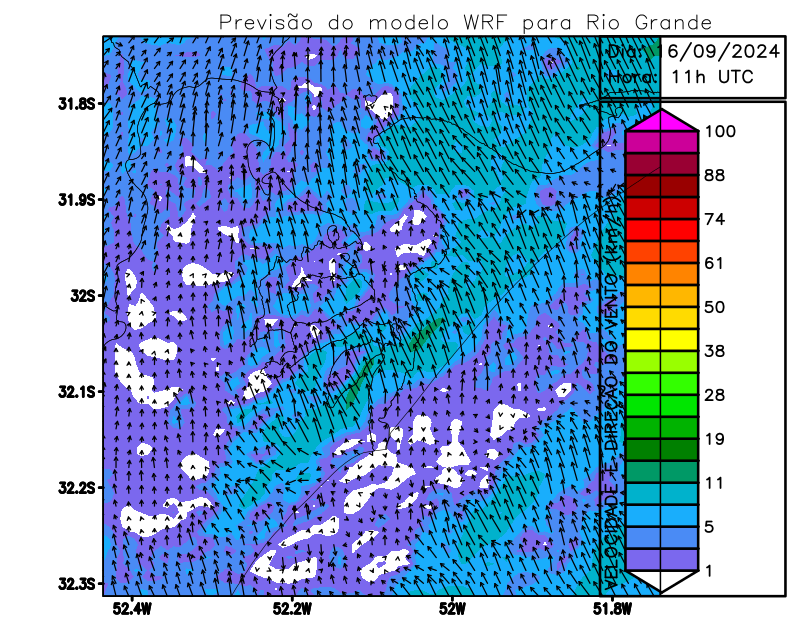 Previsão do modelo WRF para Rio Grande
Dia: 16/09/2024
Hora: 11h UTC
31.8S
31.9S
32S
32.1S
32.2S
32.3S
52.4W
52.2W
52W
51.8W
VELOCIDADE E DIREÇÃO DO VENTO (km/h)
100
88
74
61
50
38
28
19
11
5
1